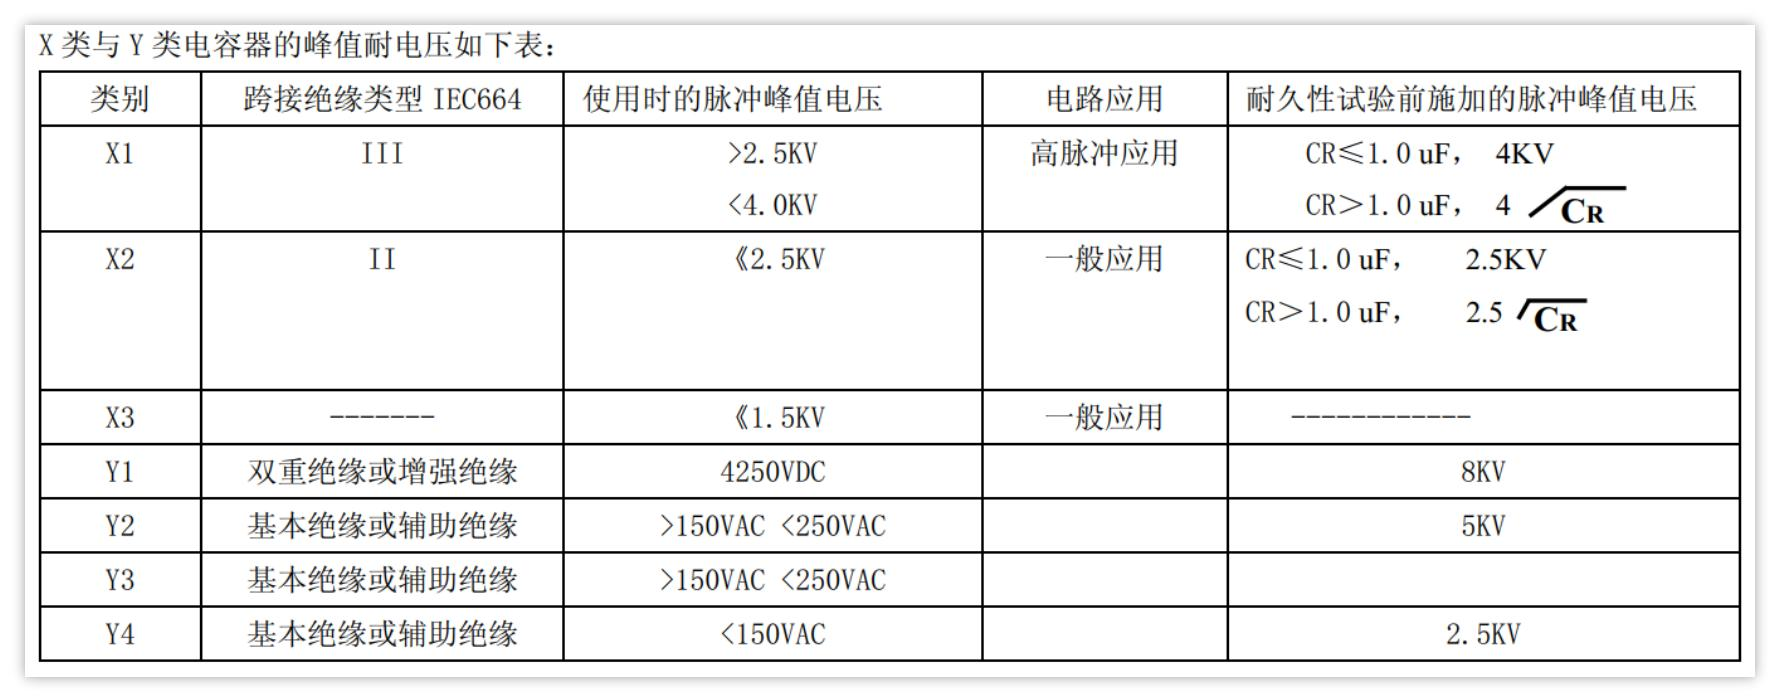 X 类与 Y 类电容器的峰值耐电压如下表：
类别 跨接绝缘类型 IEC664 使用时的脉冲峰值电压 电路应用 耐久性试验前施加的脉冲峰值电压
X1 III >2.5KV 高脉冲应用 CR≤1.0 uF， 4KV
<4.0KV CR＞1.0 uF， 4 √CR
X2 II 《2.5KV 一般应用 CR≤1.0 uF， 2.5KV
CR＞1.0 uF， 2.5 √CR
X3 ------- 《1.5KV 一般应用 ------------
Y1 双重绝缘或增强绝缘 4250VDC 8KV
Y2 基本绝缘或辅助绝缘 >150VAC <250VAC 5KV
Y3 基本绝缘或辅助绝缘 >150VAC <250VAC
Y4 基本绝缘或辅助绝缘 <150VAC 2.5KV